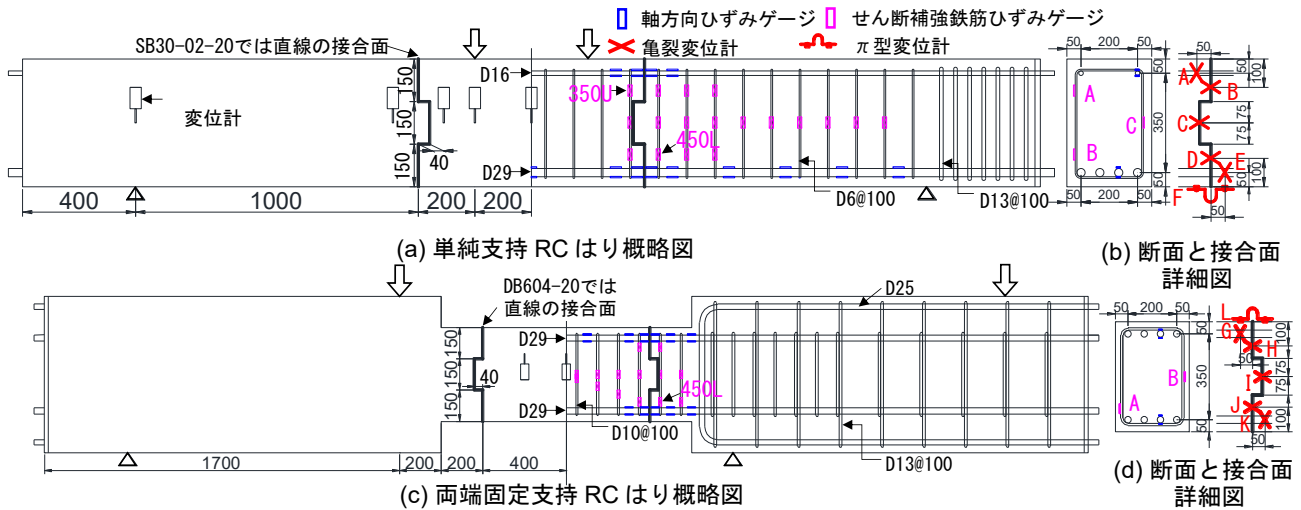 軸方向ひずみゲージ
せん断補強鉄筋ひずみゲージ
亀裂変位計
π型変位計
SB30-02-20では直線の接合面
変位計
150
150
150
40
400
1000
200
200
D16
D29
350U
450L
D6@100
D13@100
(a) 単純支持 RC はり概略図
50
200
50
A
B
C
50
350
50
50
200
50
A
B
C
D
E
F
50
100
75
75
100
50
50
(b) 断面と接合面
詳細図
DB604-20では
直線の接合面
150
150
150
40
1700
200
200
400
D29
D29
D10@100
450L
D25
D13@100
(c) 両端固定支持 RC はり概略図
50
200
50
A
B
50
350
50
L
G
H
I
J
K
50
100
75
75
100
50
(d) 断面と接合面
詳細図